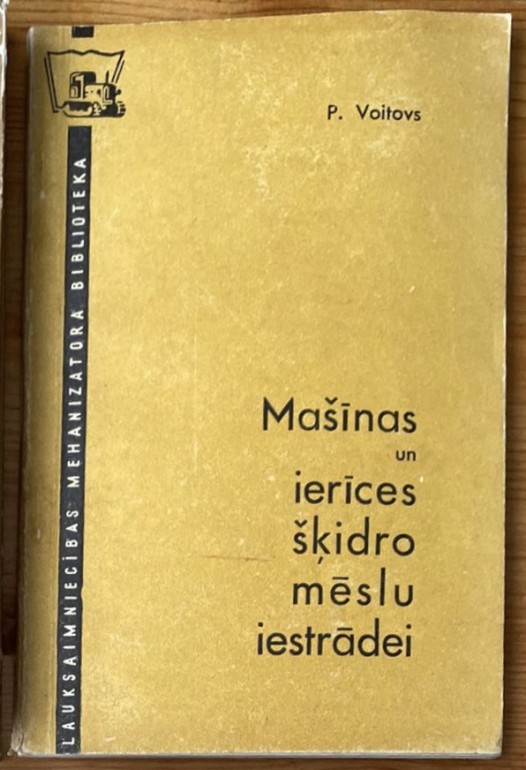 P. Voitovs
Mašīnas
un
ierīces
šķidro
mēslu
iestrādei
LAUKSAIMNIECĪBAS MEHANIZATORA BIBLIOTEKA